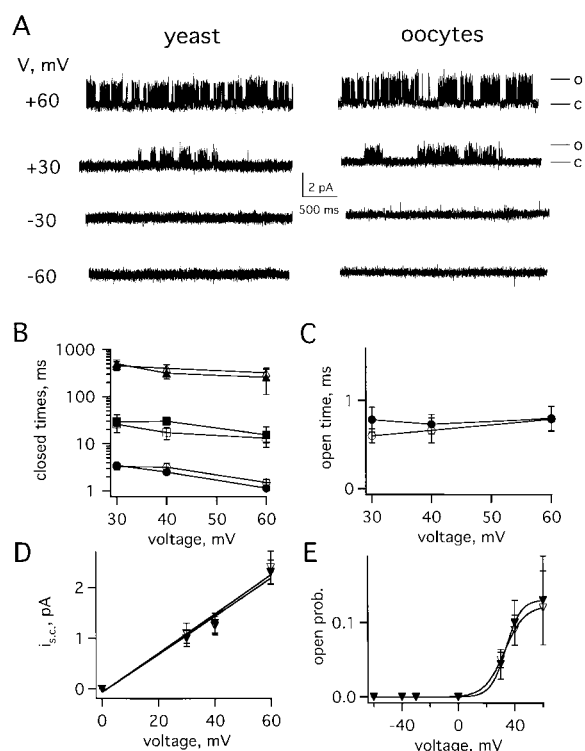 A
yeast
oocytes
V, mV
+60
o
c
+30
o
c
2 pA
500 ms
-30
-60
B
C
closed times, ms
1000
100
10
1
30 40 50 60
voltage, mV
open time, ms
1
0
30 40 50 60
voltage, mV
D
E
i s.c., pA
2
1
0
0 20 40 60
voltage, mV
open prob.
0.1
0.0
-40 0 40
voltage, mV